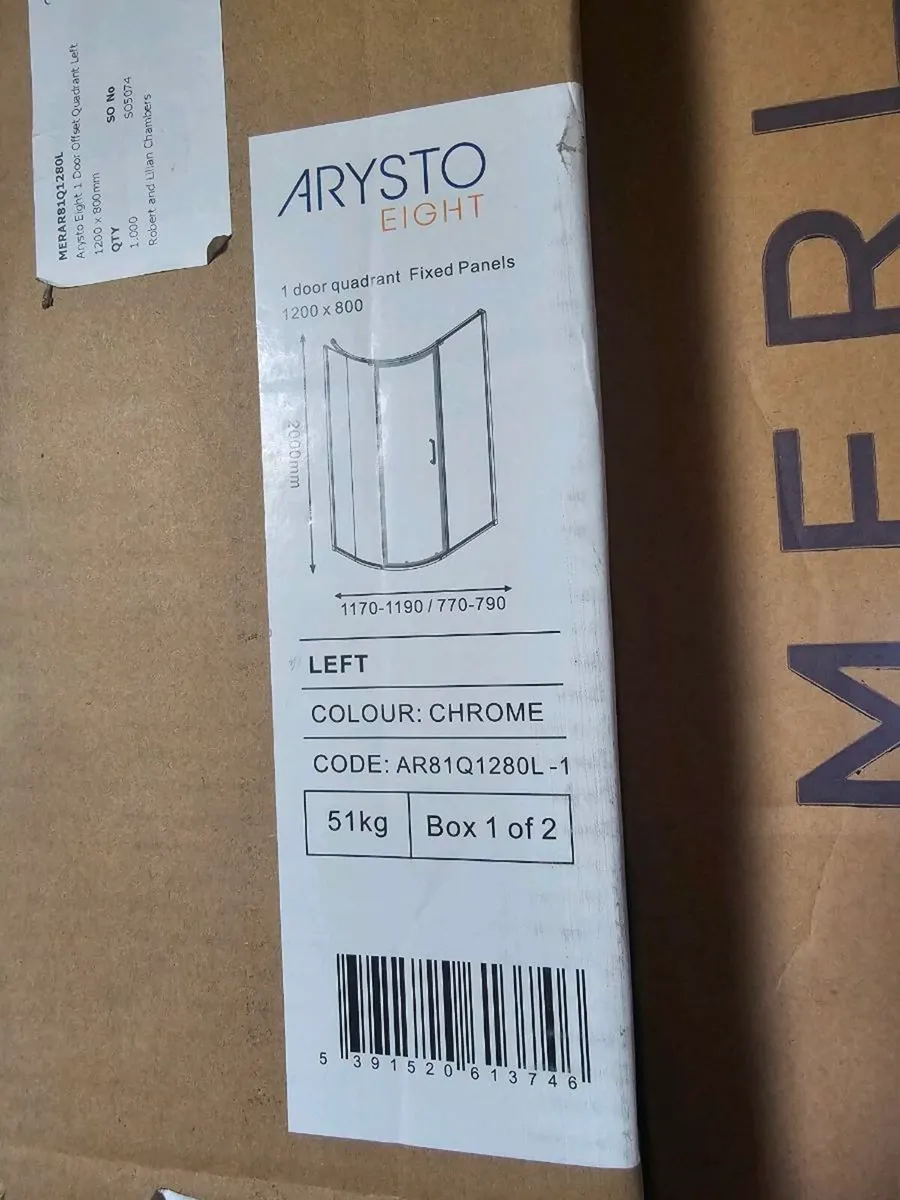 MERAR81Q1280L
Arysto Eight 1 Door Offset Quadrant Left
1200 x 800mm
QTY SO No
1.000 SO5074
Robert and Lilian Chambers
ARYSTO
EIGHT
1 door quadrant Fixed Panels
1200 x 800
2000mm
1170-1190 / 770-790
LEFT
COLOUR: CHROME
CODE: AR81Q1280L -1
51kg Box 1 of 2
5 391520 613746
MERL